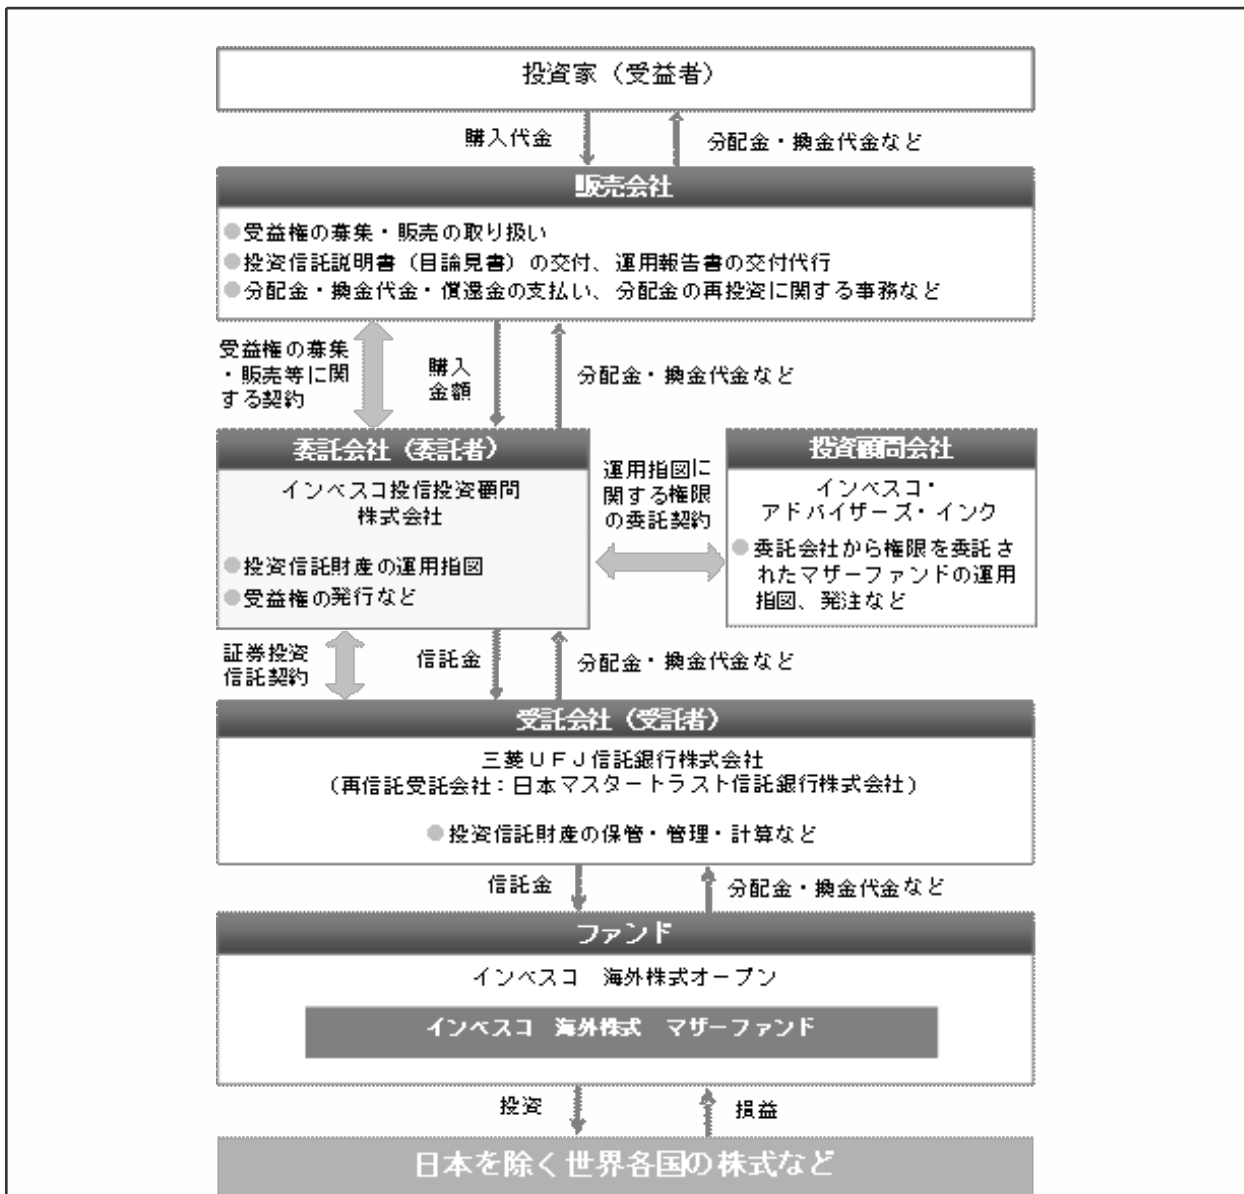 投資家（受益者）
購入代金
分配金・換金代金など
販売会社
●受益権の募集・販売の取り扱い
●投資信託説明書（目論見書）の交付、運用報告書の交付代行
●分配金・換金代金・償還金の支払い、分配金の再投資に関する事務など
受益権の募集
・販売等に関
する契約
購入
金額
分配金・換金代金など
委託会社（委託者）
インベスコ投信投資顧問
株式会社
●投資信託財産の運用指図
●受益権の発行など
運用指図に
関する権限
の委託契約
投資顧問会社
インベスコ・
アドバイザーズ・インク
●委託会社から権限を委託さ
れたマザーファンドの運用
指図、発注など
証券投資
信託契約
信託金
分配金・換金代金など
受託会社（受託者）
三菱ＵＦＪ信託銀行株式会社
（再信託受託会社：日本マスタートラスト信託銀行株式会社）
●投資信託財産の保管・管理・計算など
信託金
分配金・換金代金など
ファンド
インベスコ　海外株式オープン
インベスコ　海外株式　マザーファンド
投資
損益
日本を除く世界各国の株式など